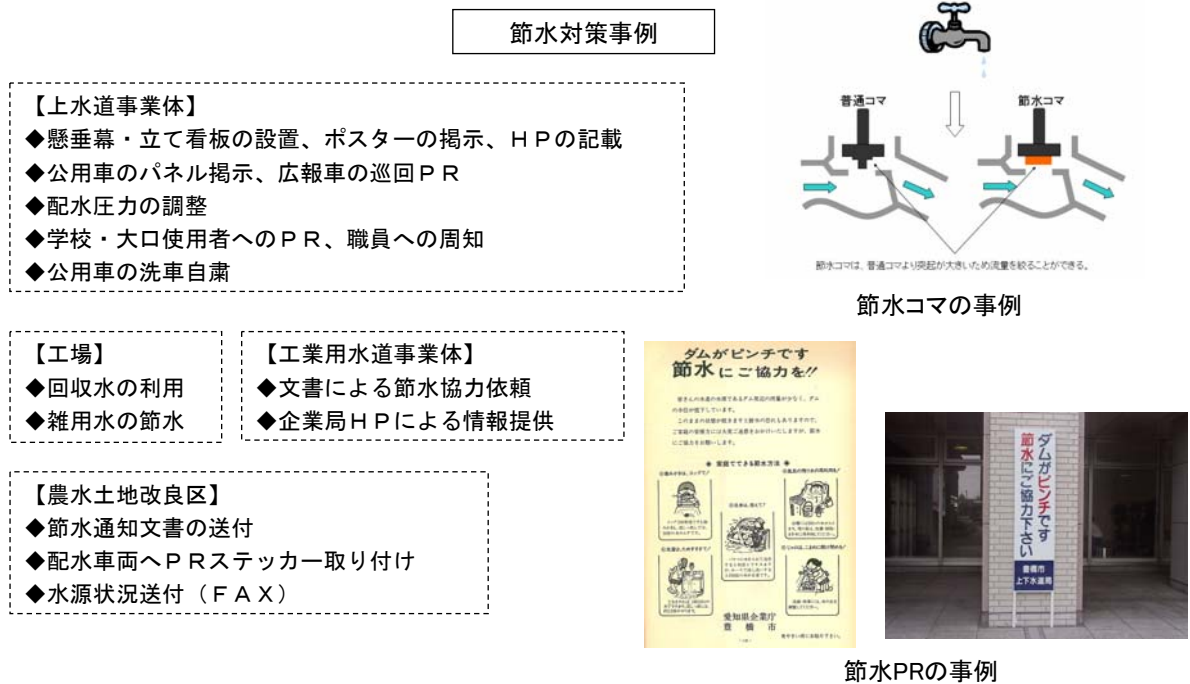 節水対策事例
【上水道事業体】
◆懸垂幕・立て看板の設置、ポスターの掲示、ＨＰの記載
◆公用車のパネル掲示、広報車の巡回ＰＲ
◆配水圧力の調整
◆学校・大口使用者へのＰＲ、職員への周知
◆公用車の洗車自粛
普通コマ
節水コマ
節水コマは、普通コマより突起が大きいため流量を絞ることができる。
節水コマの事例
【工場】
◆回収水の利用
◆雑用水の節水
【工業用水道事業体】
◆文書による節水協力依頼
◆企業局ＨＰによる情報提供
【農水土地改良区】
◆節水通知文書の送付
◆配水車両へＰＲステッカー取り付け
◆水源状況送付（ＦＡＸ）
ダムがピンチです
節水にご協力を!!
家庭でできる節水方法
愛知県企業庁
豊橋市
ダムがピンチです
節水にご協力下さい
豊橋市
上下水道局
節水PRの事例